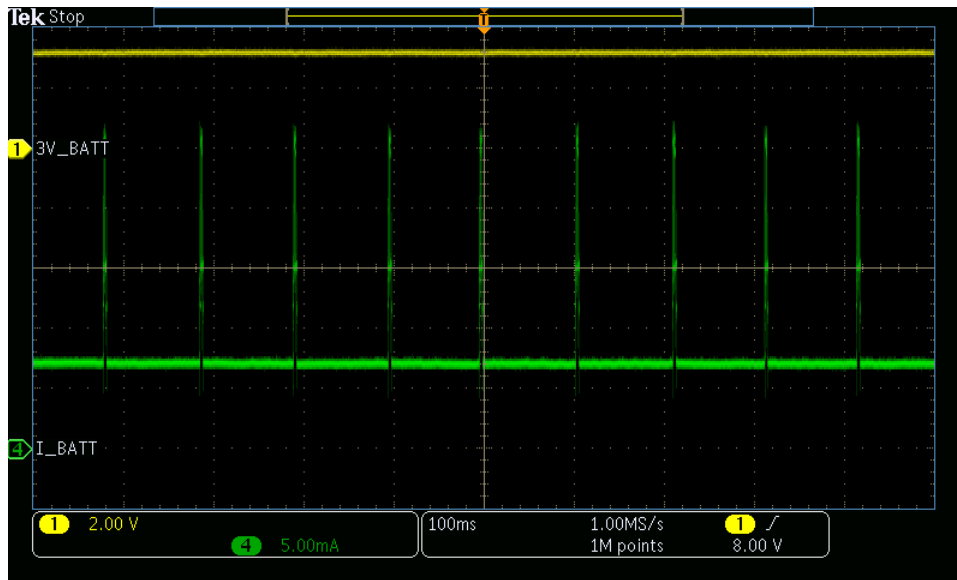 Tek Stop
T
1 3V_BATT
4 I_BATT
1 2.00 V
4 5.00mA
100ms 1.00MS/s 1
1M points 8.00 V